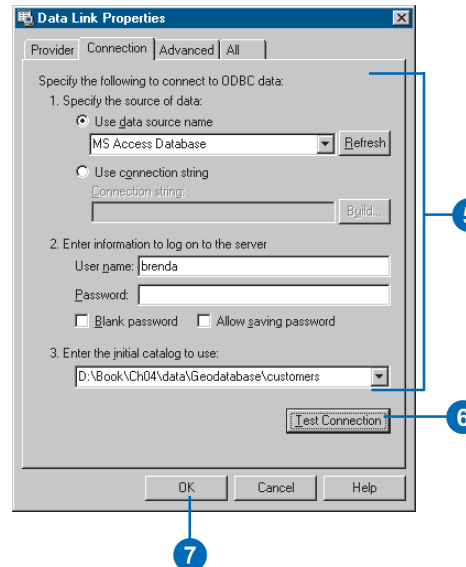 Data Link Properties
Provider Connection Advanced All
Specify the following to connect to ODBC data:
1. Specify the source of data:
Use data source name
MS Access Database Refresh
Use connection string
Connection string:
Build...
2. Enter information to log on to the server
User name: brenda
Password:
Blank password Allow saving password
3. Enter the initial catalog to use:
D:\Book\Ch04\data\Geodatabase\customers
Test Connection
OK Cancel Help
5
6
7